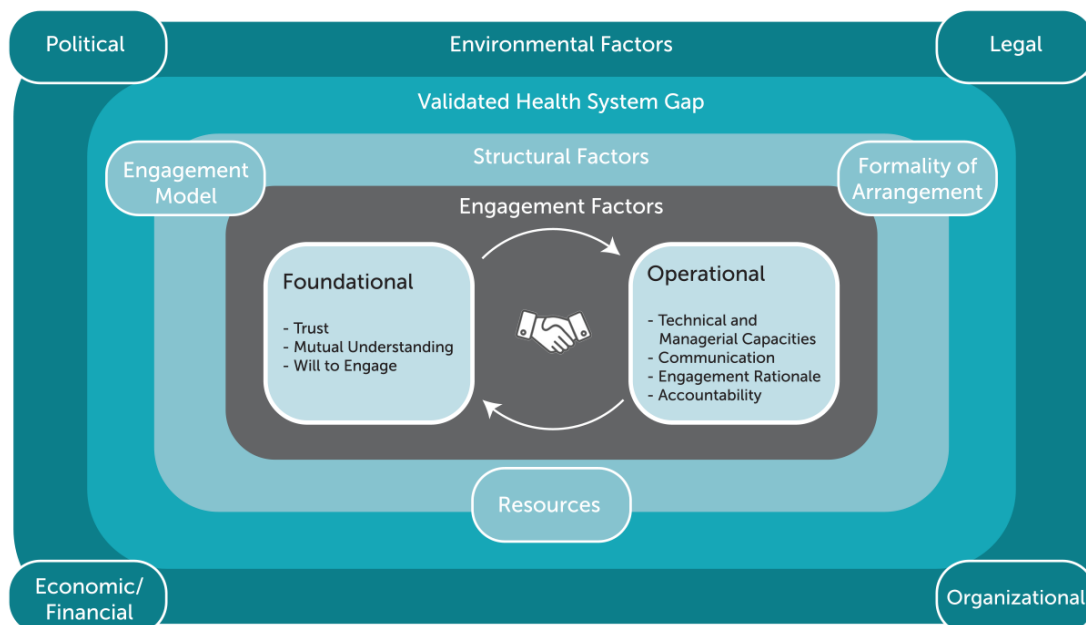 Political
Environmental Factors
Legal
Validated Health System Gap
Engagement
Model
Structural Factors
Formality of
Arrangement
Engagement Factors
Foundational
- Trust
- Mutual Understanding
- Will to Engage
Operational
- Technical and
Managerial Capacities
- Communication
- Engagement Rationale
- Accountability
Resources
Economic/
Financial
Organizational